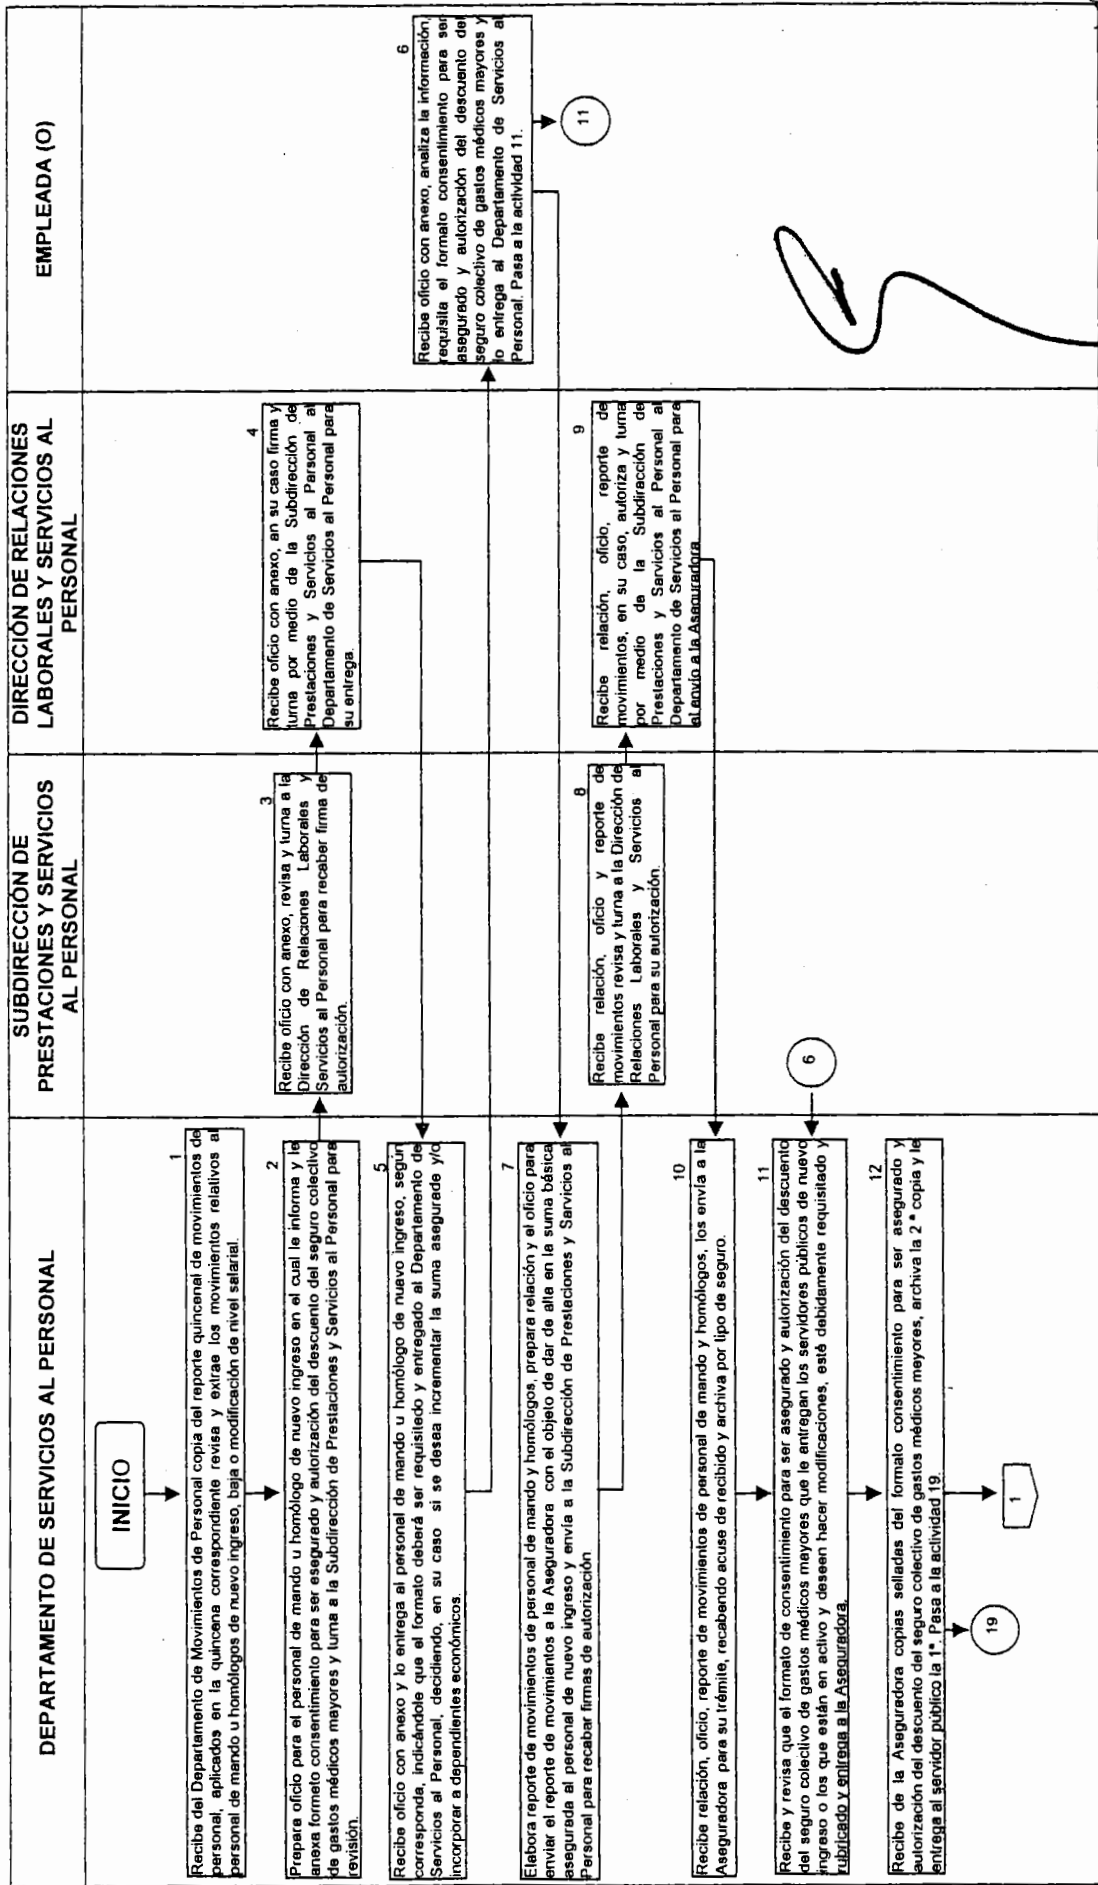 DEPARTAMENTO DE SERVICIOS AL PERSONAL
SUBDIRECCIÓN DE
PRESTACIONES Y SERVICIOS
AL PERSONAL
DIRECCIÓN DE RELACIONES
LABORALES Y SERVICIOS AL
PERSONAL
EMPLEADA (O)
INICIO
1
Recibe del Departamento de Movimientos de Personal copia del reporte quincenal de movimientos de
personal, aplicados en la quincena correspondiente revisa y extrae los movimientos relativos al
personal de mando u homólogos de nuevo ingreso, baja o modificación de nivel salarial.
2
Prepara oficio para el personal de mando u homólogo de nuevo ingreso en el cual le informa y le
anexa formato consentimiento para ser asegurado y autorización del descuento del seguro colectivo
de gastos médicos mayores y turna a la Subdirección de Prestaciones y Servicios al Personal para
revisión.
3
Recibe oficio con anexo, revisa y turna a la
Dirección de Relaciones Laborales y
Servicios al Personal para recabar firma de
autorización.
4
Recibe oficio con anexo, an su caso firma y
turna por medio de la Subdirección de
Prestaciones y Servicios al Parsonal al
Departamento de Servicios al Personal para
su entrega.
5
Recibe oficio con anexo y lo entrega al personal de mando u homólogo de nuevo ingreso, según
corresponda, indicándole que el formato deberá ser requisitado y entregado al Departamento de
Servicios al Personal, decidiendo, en su caso si se desea incrementar la suma asegurade y/o
incorporar a dependientes económicos.
6
Recibe oficio con anexo, analiza la información,
requisita el formato consentimiento para ser
asegurado y autorización del descuento del
seguro colectivo de gastos médicos mayores y
lo entrega al Departamento de Servicios al
Personal. Pasa a la actividad 11.
11
7
Elabora reporte de movimientos de personal de mando y homólogos, prepara relación y el oficio para
enviar el reporte de movimientos a la Aseguradora con el objeto de dar de alta en la suma básica
asegurada al personal de nuevo ingreso y envía a la Subdirección de Prestaciones y Servicios al
Personal para recabar firmas de autorización
8
Recibe relación, oficio y reporte de
movimientos revisa y turna a la Dirección de
Relaciones Laborales y Servicios al
Personal para su autorización.
9
Recibe relación, oficio, reporte de
movimientos, en su caso, autoriza y turna
por medio de la Subdiracción de
Prestaciones y Sarvicios al Personal al
Departamento de Servicios al Personal para
el envío a la Aseguradora
10
Recibe relación, oficio, reporte de movimientos de personal de mando y homólogos, los envía a la
Aseguradora para su trámite, recabendo acuse de recibido y archiva por lipo de seguro.
6
11
Recibe y revisa que el formato de consentimiento para ser asegurado y autorización del descuento
del seguro colectivo de gastos médicos mayores que le entregan los servidores públicos de nuevo
ingreso o los que están en activo y deseen hacer modificaciones, esté debidamente requisitado y
rubricado y entrega a la Aseguradora.
12
Recibe de la Aseguradora copias selladas del formato consentimiento para ser asegurado y
autorización del descuento del seguro colectivo de gastos médicos mayores, archiva la 2 ª copia y le
entrega al servidor público la 1ª. Pasa a la actividad 19
19
1